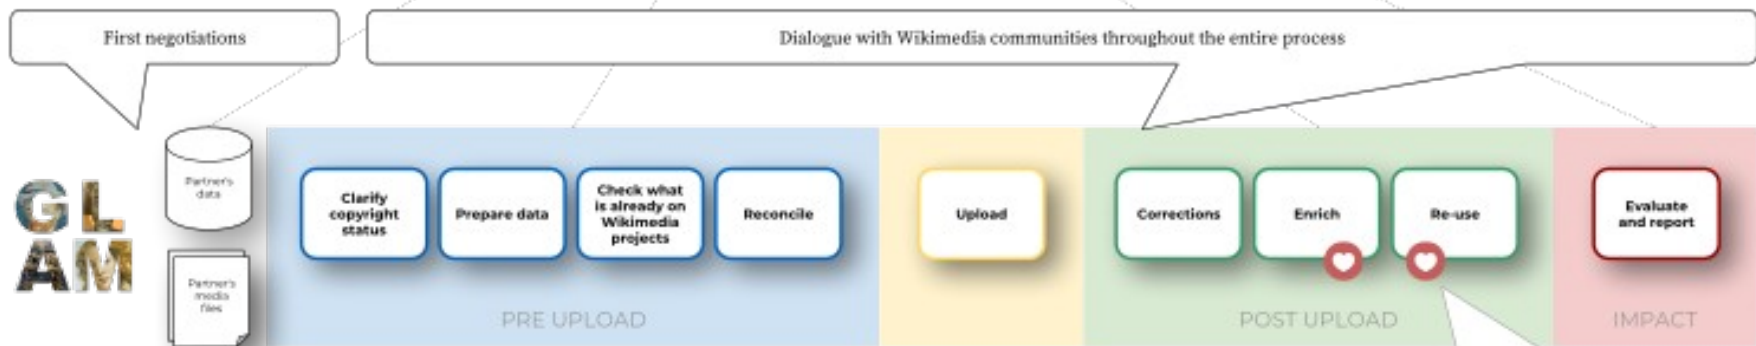 First negotiations
Dialogue with Wikimedia communities throughout the entire process
GL
AM
Partner's
data
Partner's
media
files
Clarify
copyright
status
Prepare data
Check what
is already on
Wikimedia
projects
Reconcile
PRE UPLOAD
Upload
Corrections
Enrich
Re-use
POST UPLOAD
Evaluate
and report
IMPACT